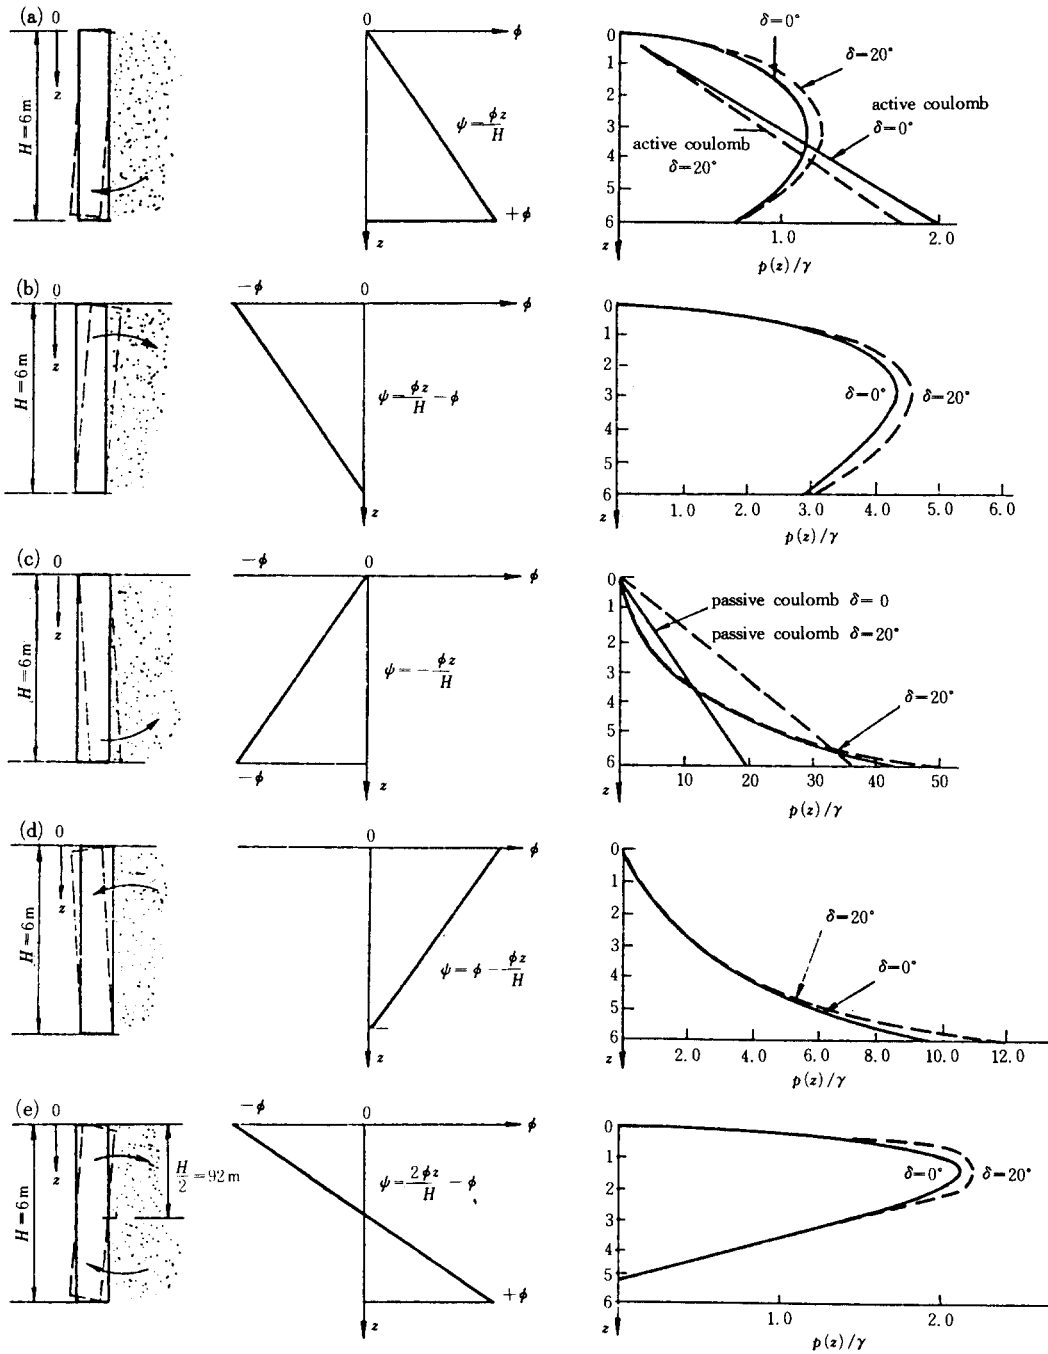 (a) 0
H=6m
z
0
ϕ
ψ=ϕz/H
+ϕ
z
0
1
2
3
4
5
6
z
δ=0°
δ=20°
active coulomb
δ=0°
active coulomb
δ=20°
1.0 2.0
p(z)/γ
(b) 0
H=6m
z
−ϕ 0
ϕ
ψ=ϕz/H −ϕ
z
0
1
2
3
4
5
6
z
δ=0° δ=20°
1.0 2.0 3.0 4.0 5.0 6.0
p(z)/γ
(c) 0
H=6m
z
−ϕ 0
ϕ
ψ=−ϕz/H
−ϕ
z
0
1
2
3
4
5
6
z
passive coulomb δ=0
passive coulomb δ=20°
δ=20°
10 20 30 40 50
p(z)/γ
(d) 0
H=6m
z
0
ϕ
ψ=ϕ−ϕz/H
z
0
1
2
3
4
5
6
z
δ=20°
δ=0°
2.0 4.0 6.0 8.0 10.0 12.0
p(z)/γ
(e) 0
H=6m
z
H/2=92m
−ϕ 0
ϕ
ψ=2ϕz/H −ϕ
+ϕ
z
0
1
2
3
4
5
6
z
δ=0° δ=20°
1.0 2.0
p(z)/γ